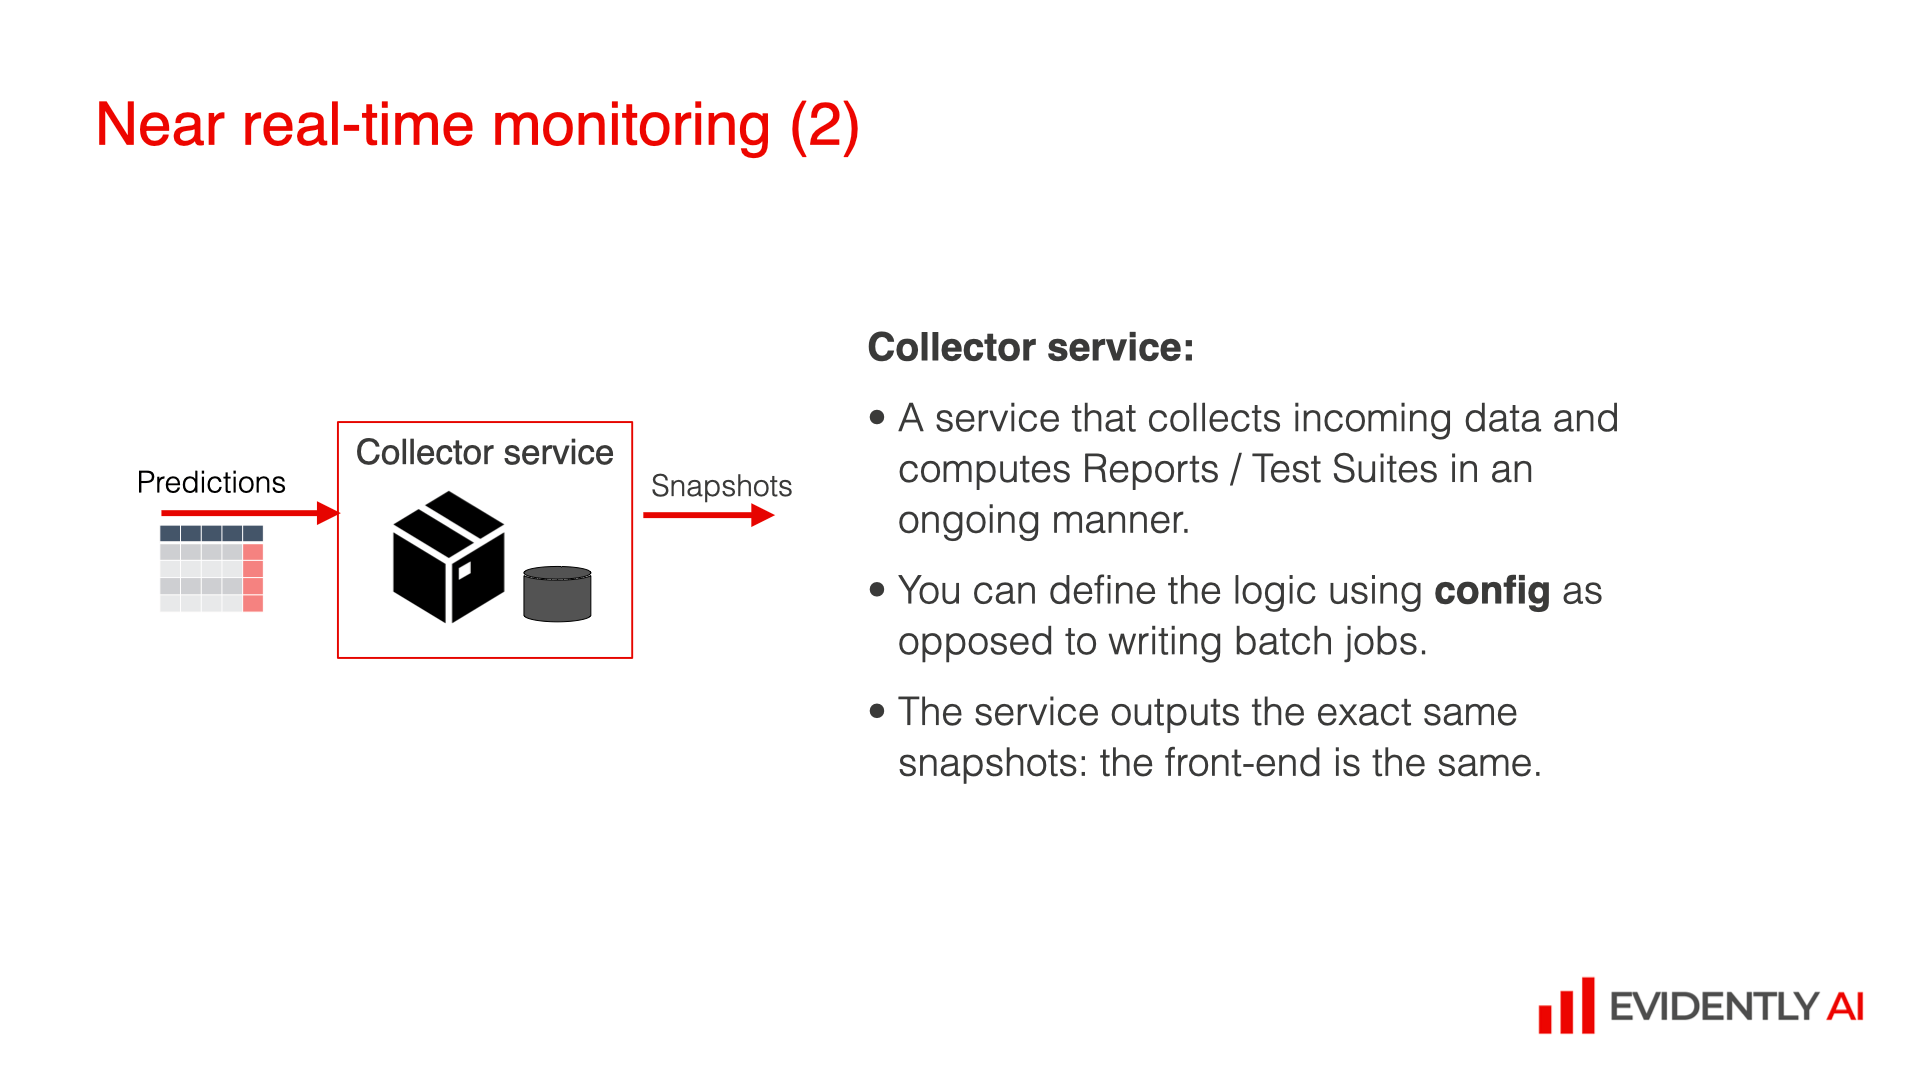 Near real-time monitoring (2)
Predictions
Collector service
Snapshots
Collector service:
• A service that collects incoming data and
computes Reports / Test Suites in an
ongoing manner.
• You can define the logic using config as
opposed to writing batch jobs.
• The service outputs the exact same
snapshots: the front-end is the same.
EVIDENTLY AI